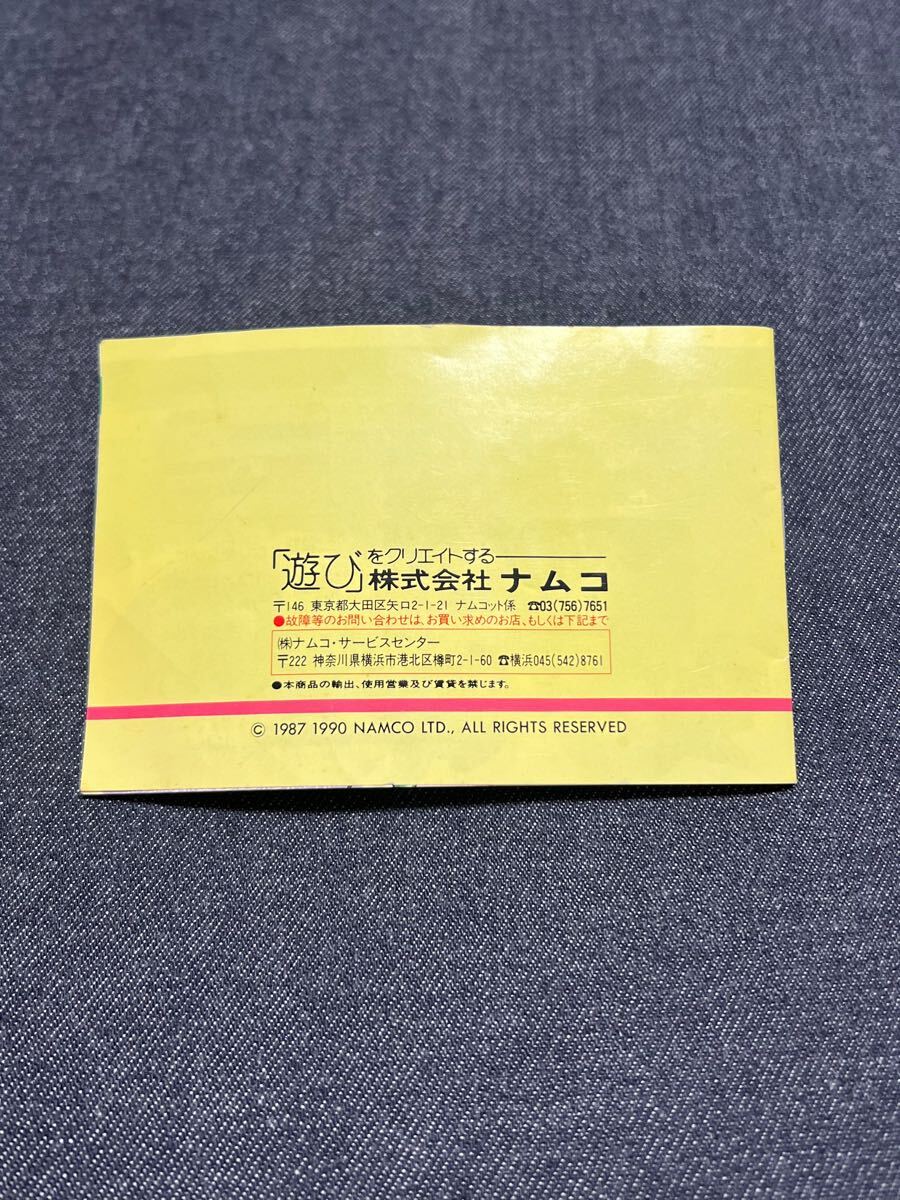 「遊び」をクリエイトする
株式会社ナムコ
〒146 東京都大田区矢口2-1-21 ナムコット係 ☎03(756)7651
●故障等のお問い合わせは、お買い求めのお店、もしくは下記まで
㈱ナムコ・サービスセンター
〒222 神奈川県横浜市港北区樽町2-1-60 ☎横浜045(542)8761
●本商品の輸出、使用営業及び賃貸を禁じます。
© 1987 1990 NAMCO LTD., ALL RIGHTS RESERVED